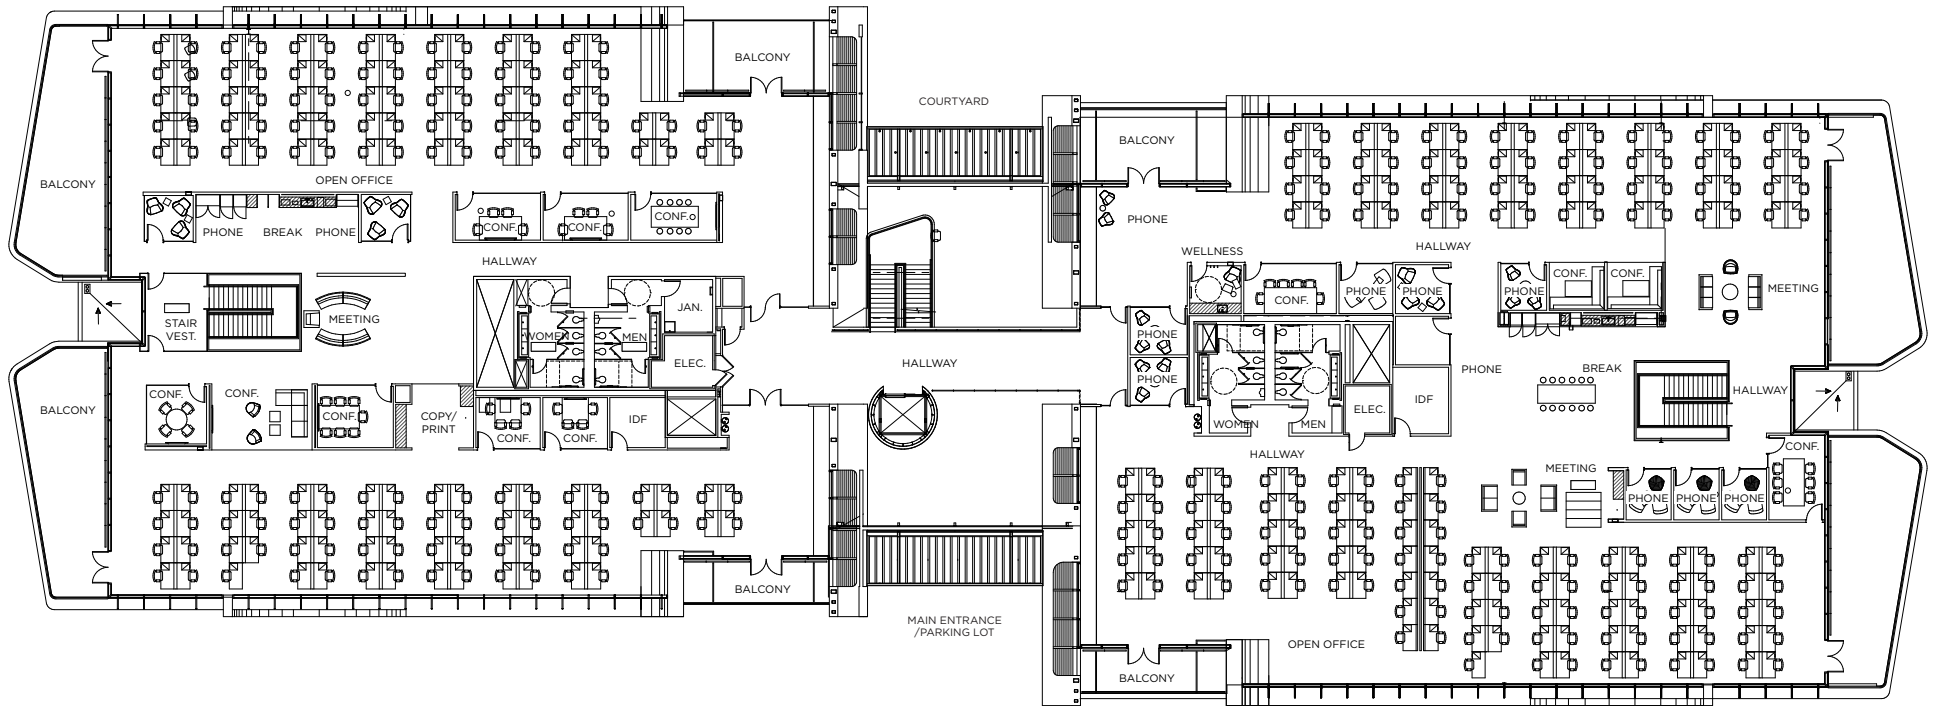 BALCONY
COURTYARD
BALCONY
BALCONY
OPEN OFFICE
PHONE
BREAK
PHONE
CONF.
CONF.
CONF.
PHONE
HALLWAY
WELLNESS
HALLWAY
PHONE
PHONE
PHONE
CONF.
CONF.
CONF.
MEETING
STAIR
VEST.
MEETING
JAN.
WOMEN
MEN
ELEC.
HALLWAY
PHONE
PHONE
PHONE
BREAK
HALLWAY
BALCONY
CONF.
CONF.
CONF.
COPY/
PRINT
CONF.
CONF.
IDF
WOMEN
MEN
ELEC.
IDF
HALLWAY
MEETING
CONF.
PHONE
PHONE
PHONE
BALCONY
MAIN ENTRANCE
/PARKING LOT
OPEN OFFICE
BALCONY